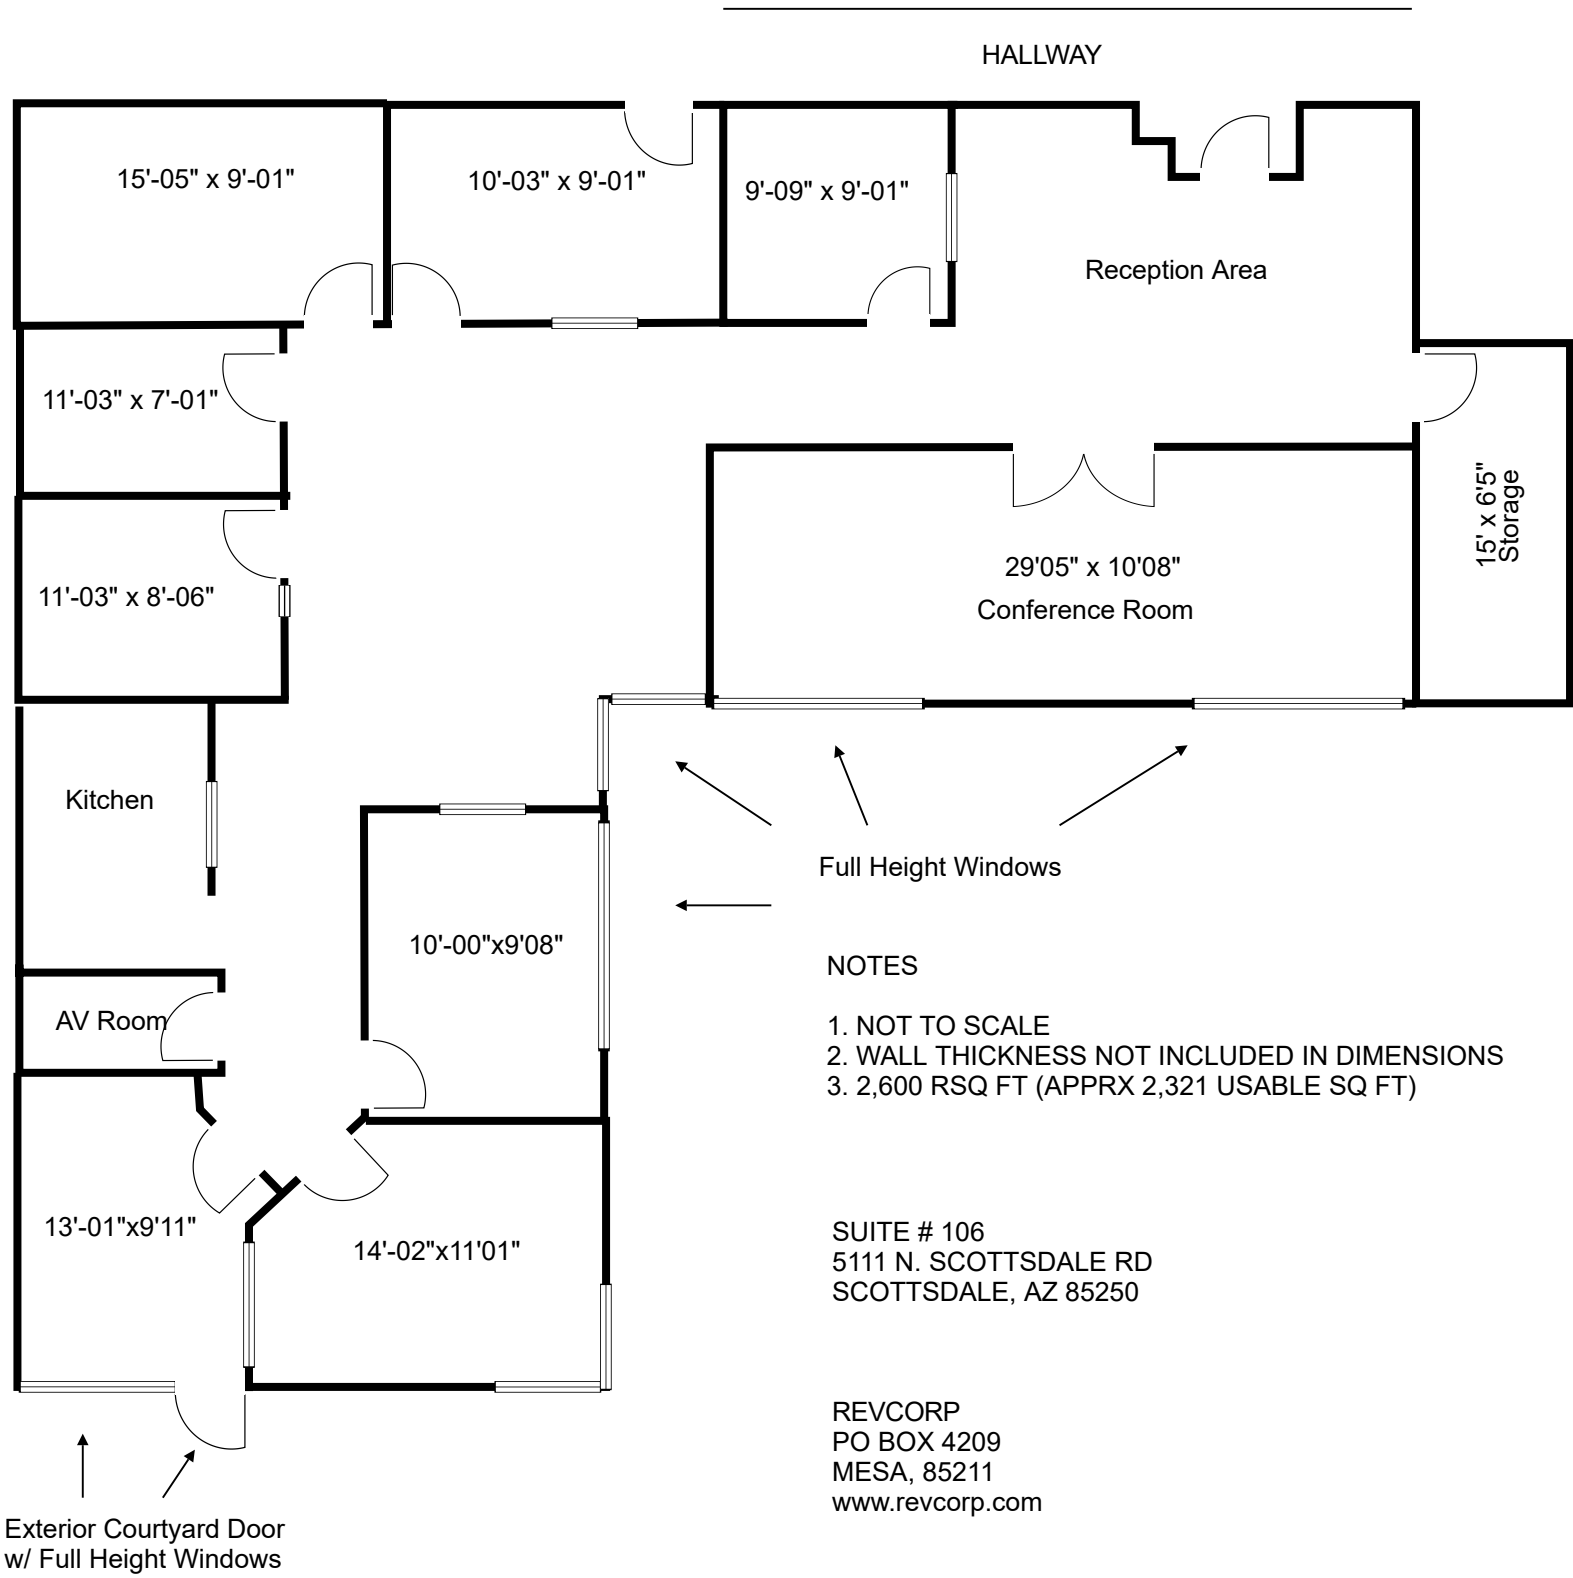 HALLWAY
15'-05" x 9'-01"
10'-03" x 9'-01"
9'-09" x 9'-01"
Reception Area
11'-03" x 7'-01"
15' x 6'5"
Storage
11'-03" x 8'-06"
29'05" x 10'08"
Conference Room
Kitchen
Full Height Windows
10'-00"x9'08"
AV Room
NOTES
1. NOT TO SCALE
2. WALL THICKNESS NOT INCLUDED IN DIMENSIONS
3. 2,600 RSQ FT (APPRX 2,321 USABLE SQ FT)
13'-01"x9'11"
14'-02"x11'01"
SUITE # 106
5111 N. SCOTTSDALE RD
SCOTTSDALE, AZ 85250
REVCORP
PO BOX 4209
MESA, 85211
www.revcorp.com
Exterior Courtyard Door
w/ Full Height Windows